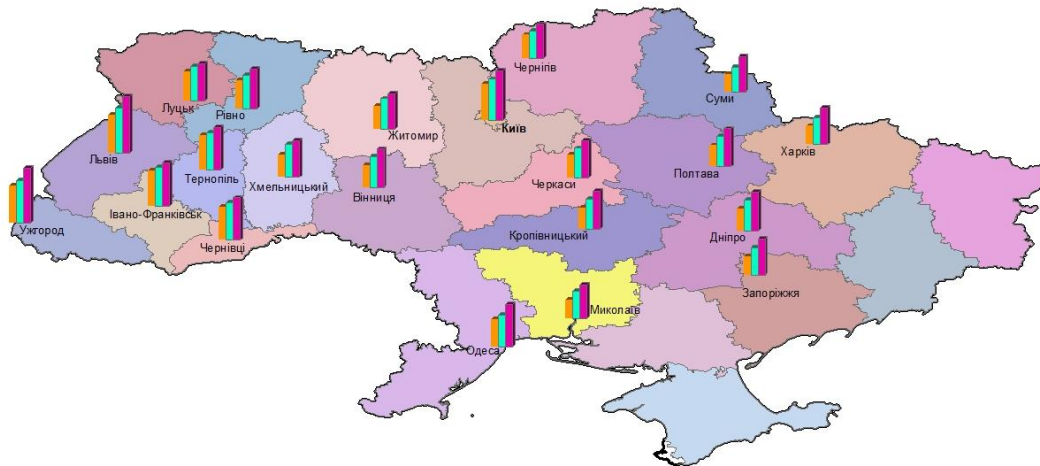 Чернігів
Суми
Луцьк
Рівно
Київ
Житомир
Харків
Львів
Тернопіль
Хмельницький
Вінниця
Черкаси
Полтава
Івано-Франківськ
Ужгород
Чернівці
Кропівницький
Дніпро
Запоріжжя
Миколаїв
Одеса